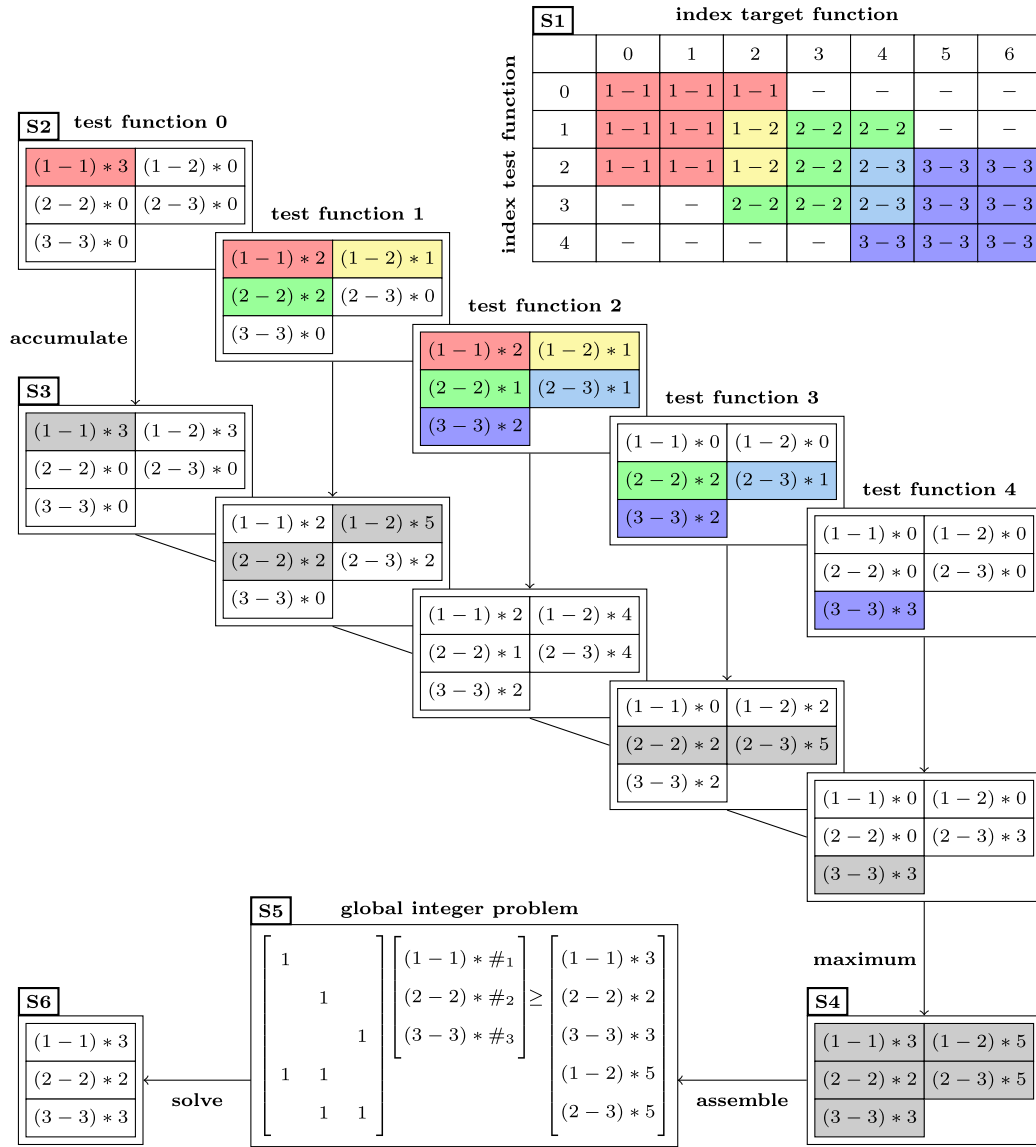 S1
index target function
index test function
0 1 2 3 4 5 6
0 1 − 1 1 − 1 1 − 1 − − − −
1 1 − 1 1 − 1 1 − 2 2 − 2 2 − 2 − −
2 1 − 1 1 − 1 1 − 2 2 − 2 2 − 3 3 − 3 3 − 3
3 − − 2 − 2 2 − 2 2 − 3 3 − 3 3 − 3
4 − − − − 3 − 3 3 − 3 3 − 3
S2
test function 0
(1 − 1) ∗ 3 (1 − 2) ∗ 0
(2 − 2) ∗ 0 (2 − 3) ∗ 0
(3 − 3) ∗ 0
test function 1
(1 − 1) ∗ 2 (1 − 2) ∗ 1
(2 − 2) ∗ 2 (2 − 3) ∗ 0
(3 − 3) ∗ 0
test function 2
(1 − 1) ∗ 2 (1 − 2) ∗ 1
(2 − 2) ∗ 1 (2 − 3) ∗ 1
(3 − 3) ∗ 2
test function 3
(1 − 1) ∗ 0 (1 − 2) ∗ 0
(2 − 2) ∗ 2 (2 − 3) ∗ 1
(3 − 3) ∗ 2
test function 4
(1 − 1) ∗ 0 (1 − 2) ∗ 0
(2 − 2) ∗ 0 (2 − 3) ∗ 0
(3 − 3) ∗ 3
accumulate
S3
(1 − 1) ∗ 3 (1 − 2) ∗ 3
(2 − 2) ∗ 0 (2 − 3) ∗ 0
(3 − 3) ∗ 0
(1 − 1) ∗ 2 (1 − 2) ∗ 5
(2 − 2) ∗ 2 (2 − 3) ∗ 2
(3 − 3) ∗ 0
(1 − 1) ∗ 2 (1 − 2) ∗ 4
(2 − 2) ∗ 1 (2 − 3) ∗ 4
(3 − 3) ∗ 2
(1 − 1) ∗ 0 (1 − 2) ∗ 2
(2 − 2) ∗ 2 (2 − 3) ∗ 5
(3 − 3) ∗ 2
(1 − 1) ∗ 0 (1 − 2) ∗ 0
(2 − 2) ∗ 0 (2 − 3) ∗ 3
(3 − 3) ∗ 3
maximum
S4
(1 − 1) ∗ 3 (1 − 2) ∗ 5
(2 − 2) ∗ 2 (2 − 3) ∗ 5
(3 − 3) ∗ 3
assemble
S5
global integer problem
1 (1 − 1) ∗ #₁ (1 − 1) ∗ 3
1 (2 − 2) ∗ #₂ ≥ (2 − 2) ∗ 2
1 (3 − 3) ∗ #₃ (3 − 3) ∗ 3
1 1 (1 − 2) ∗ 5
1 1 (2 − 3) ∗ 5
solve
S6
(1 − 1) ∗ 3
(2 − 2) ∗ 2
(3 − 3) ∗ 3